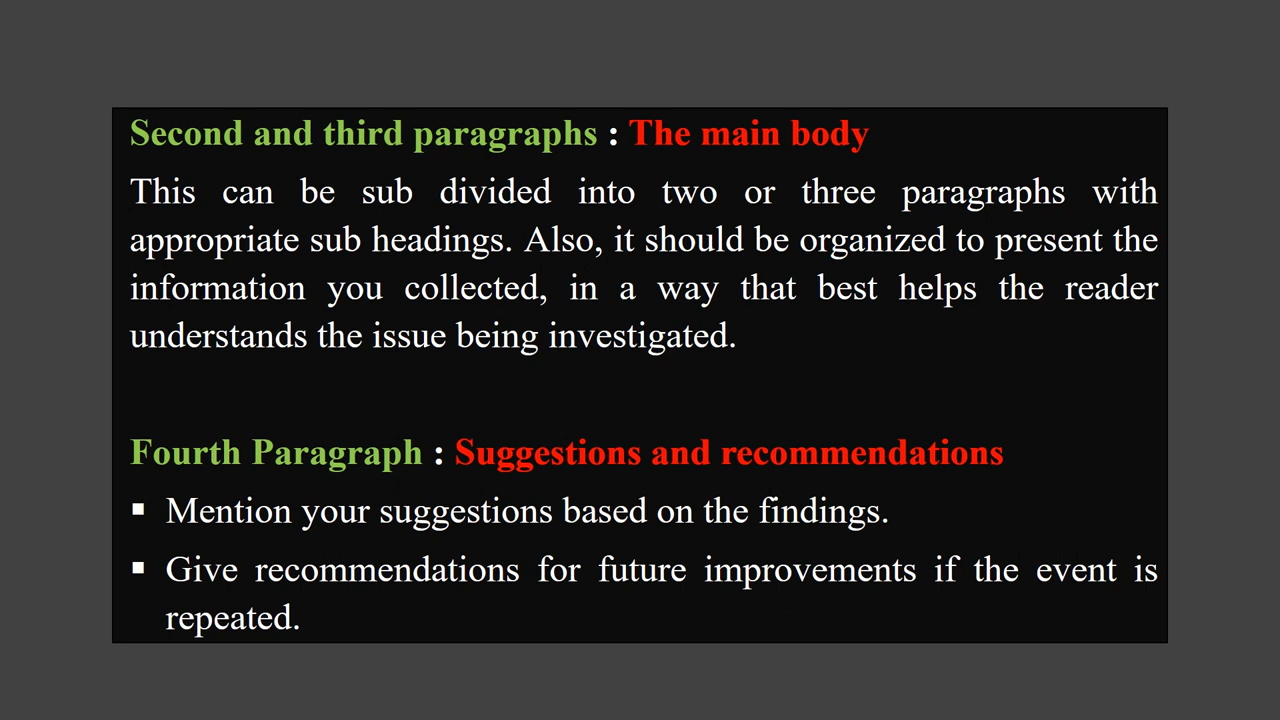 Second and third paragraphs : The main body
This can be sub divided into two or three paragraphs with
appropriate sub headings. Also, it should be organized to present the
information you collected, in a way that best helps the reader
understands the issue being investigated.
Fourth Paragraph : Suggestions and recommendations
▪ Mention your suggestions based on the findings.
▪ Give recommendations for future improvements if the event is
repeated.